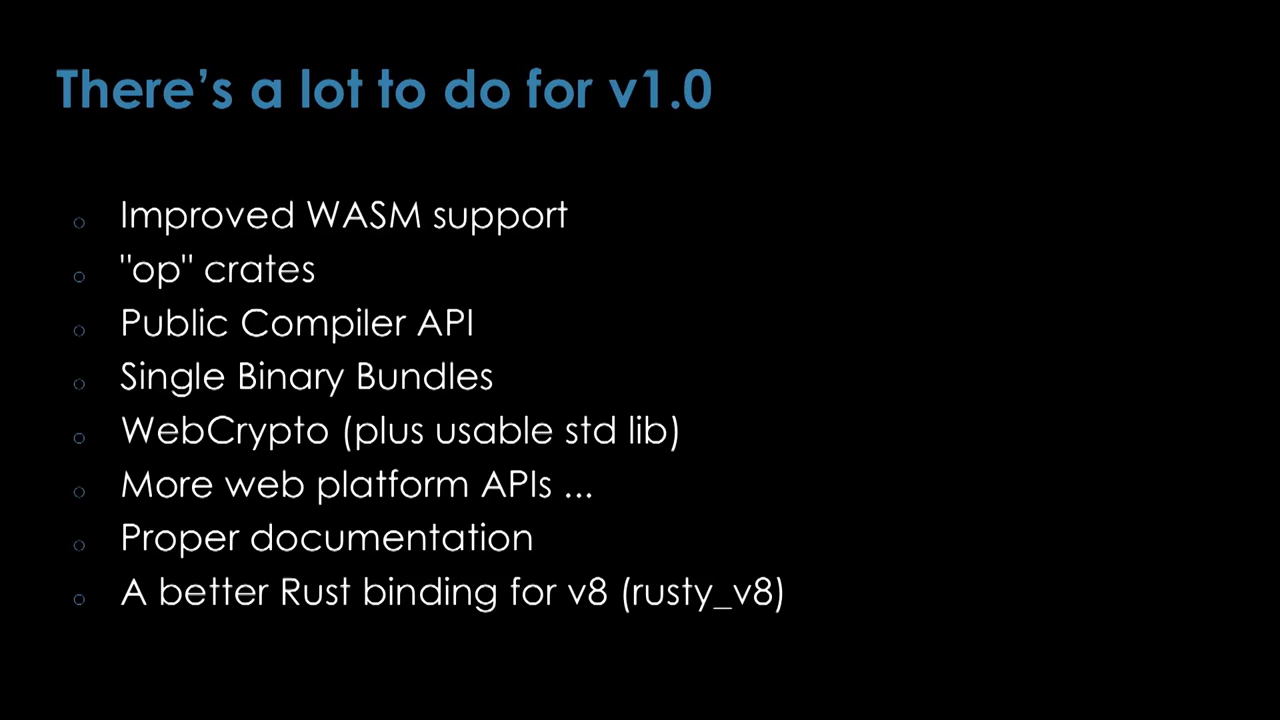 There's a lot to do for v1.0
Improved WASM support
"op" crates
Public Compiler API
Single Binary Bundles
WebCrypto (plus usable std lib)
More web platform APIs ...
Proper documentation
A better Rust binding for v8 (rusty_v8)